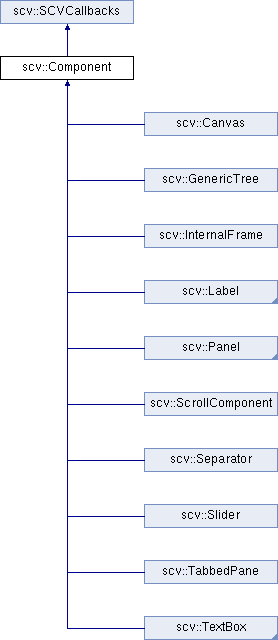 scv::SCVCallbacks
scv::Component
scv::Canvas
scv::GenericTree
scv::InternalFrame
scv::Label
scv::Panel
scv::ScrollComponent
scv::Separator
scv::Slider
scv::TabbedPane
scv::TextBox